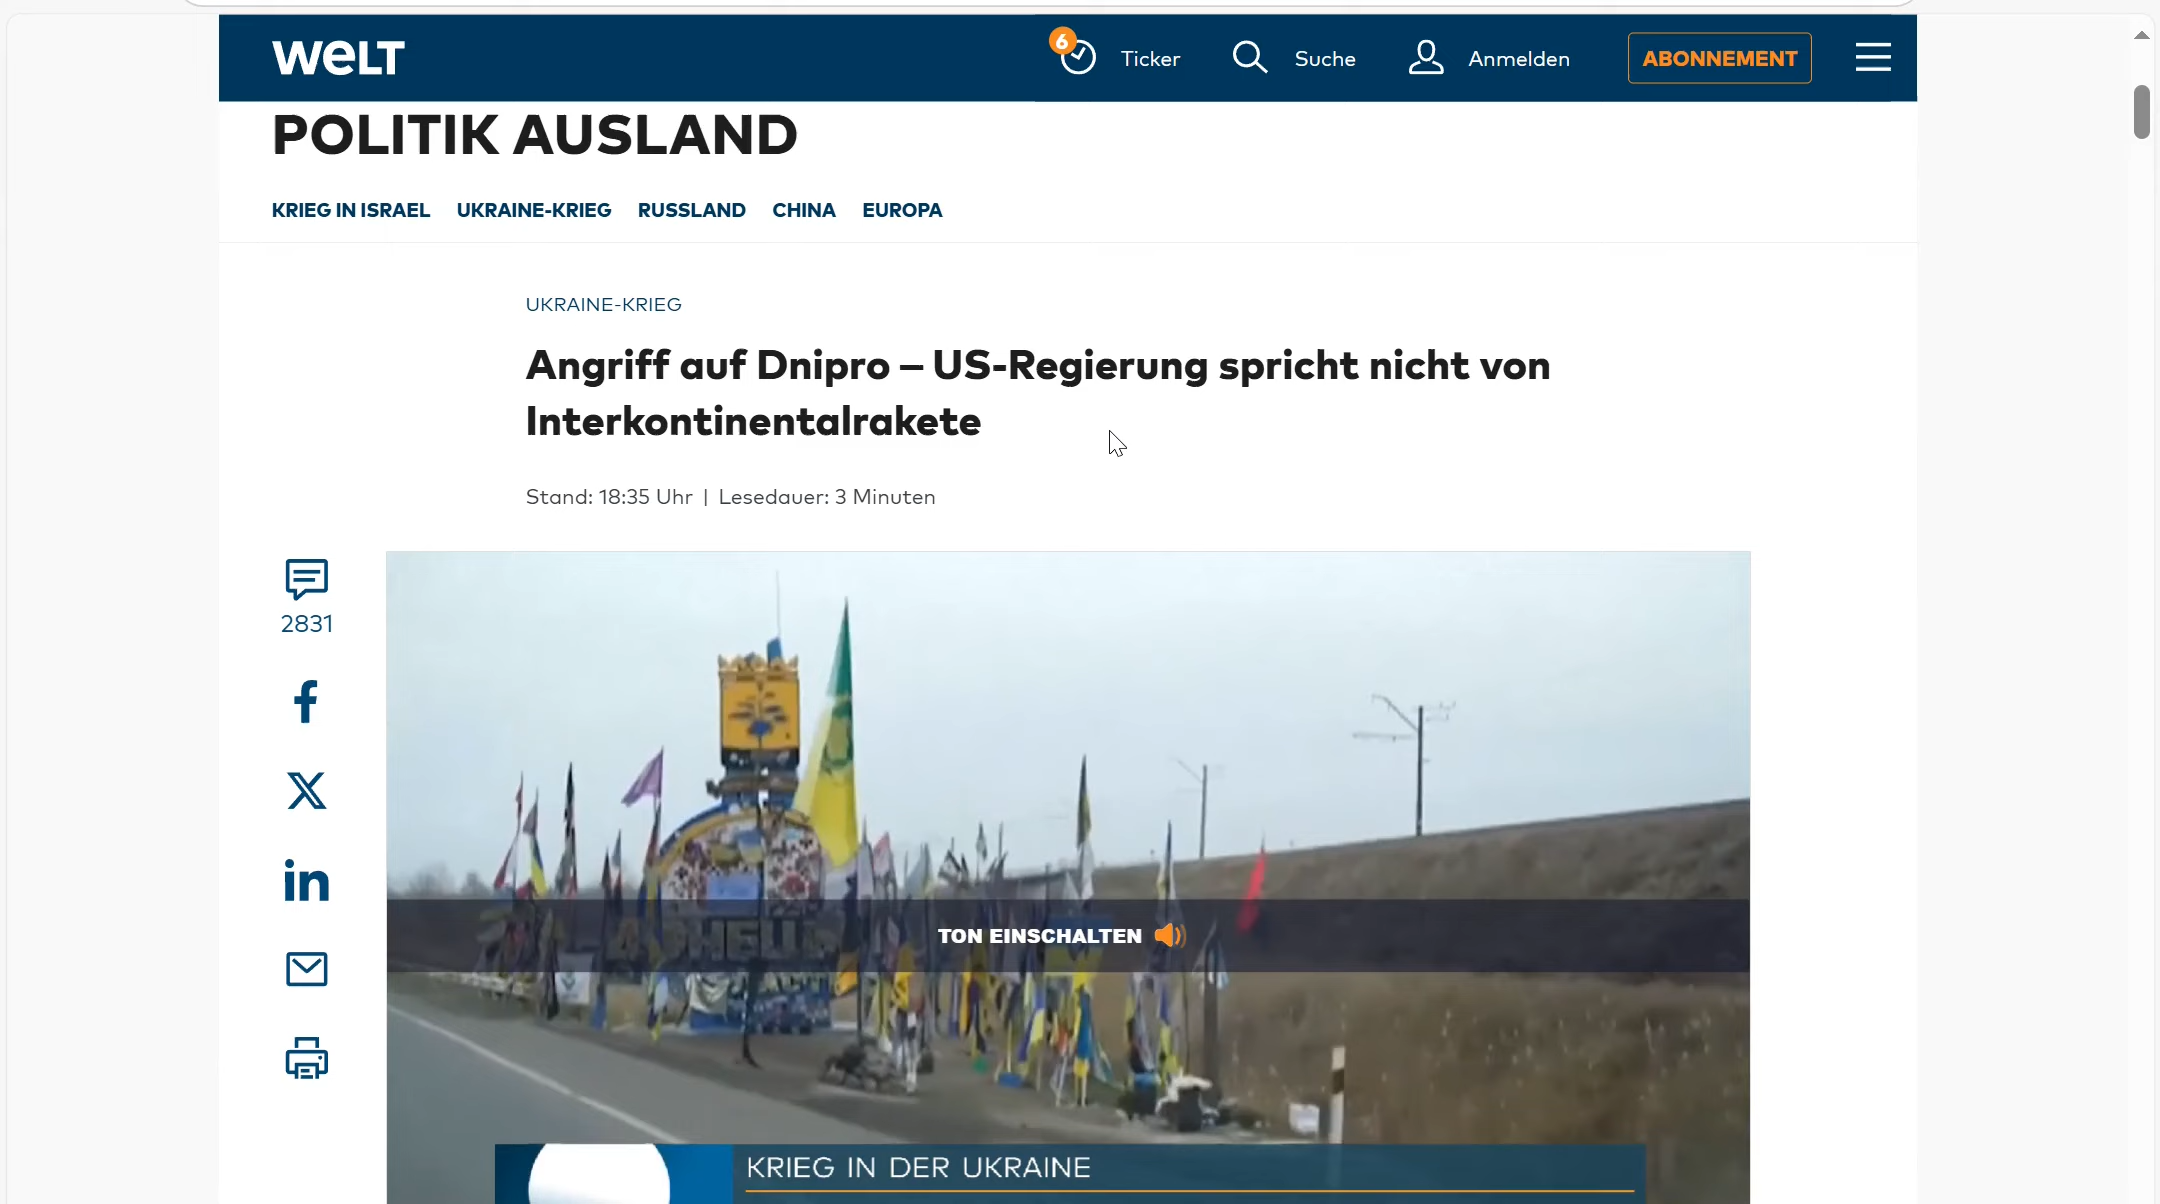 WELT
6
Ticker
Suche
Anmelden
ABONNEMENT
POLITIK AUSLAND
KRIEG IN ISRAEL UKRAINE-KRIEG RUSSLAND CHINA EUROPA
UKRAINE-KRIEG
Angriff auf Dnipro – US-Regierung spricht nicht von
Interkontinentalrakete
Stand: 18:35 Uhr | Lesedauer: 3 Minuten
2831
TON EINSCHALTEN
KRIEG IN DER UKRAINE